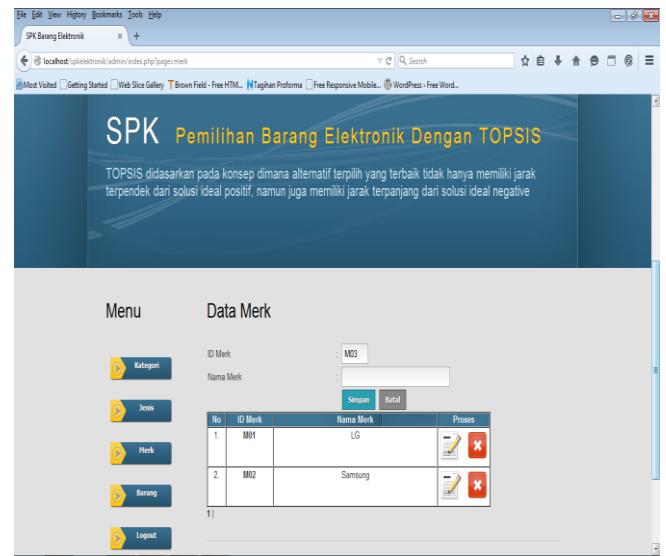 File Edit View History Bookmarks Tools Help
SPK Barang Elektronik × +
localhost/spkelektronik/admin/index.php?pages=merk
Search
Most Visited Getting Started Web Slice Gallery Brown Field - Free HTML... Tagihan Proforma Free Responsive Mobile... WordPress › Free Word...
SPK Pemilihan Barang Elektronik Dengan TOPSIS
TOPSIS didasarkan pada konsep dimana alternatif terpilih yang terbaik tidak hanya memiliki jarak
terpendek dari solusi ideal positif, namun juga memiliki jarak terpanjang dari solusi ideal negative
Menu
Kategori
Jenis
Merk
Barang
Logout
Data Merk
ID Merk : M03
Nama Merk :
Simpan Batal
No ID Merk Nama Merk Proses
1. M01 LG
2. M02 Samsung
1 |